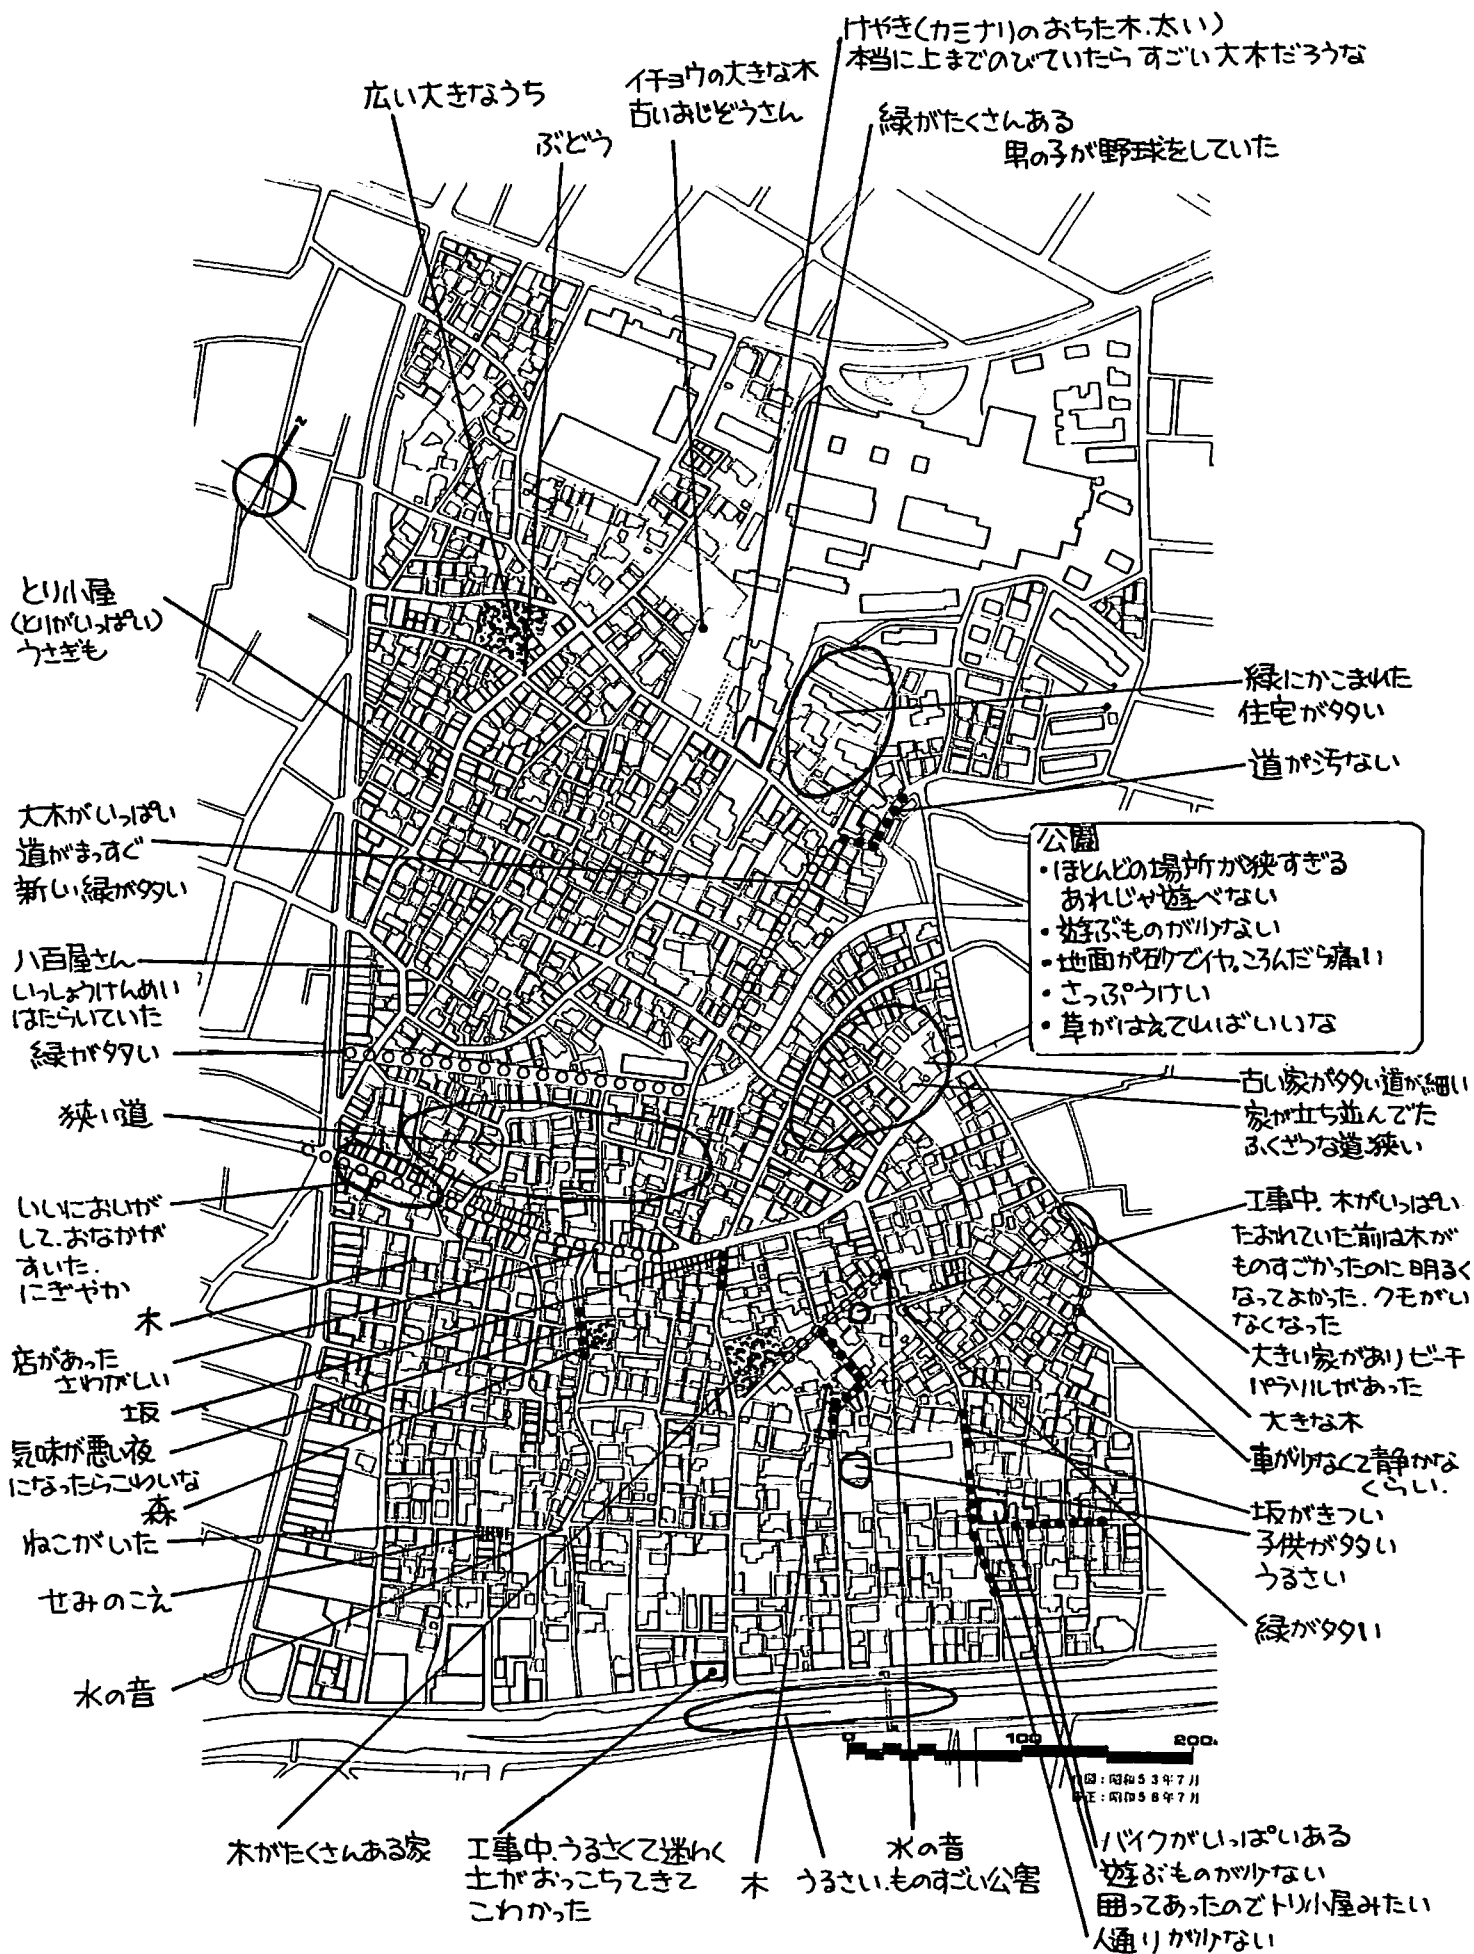 けやき(カミナリのおちた木.太い)
本当に上までのびていたら すごい大木だろうな
イチョウの大きな木
古いおじぞうさん
広い大きなうち
ぶどう
緑がたくさんある
男の子が野球をしていた
とり小屋
(とりがいっぱい)
うさぎも
緑にかこまれた
住宅が多い
道が汚ない
大木がいっぱい
道がまっすぐ
新しい緑が多い
公園
・ほとんどの場所が狭すぎる
あれじゃ遊べない
・遊ぶものが少ない
・地面が砂でイヤ。ころんだら痛い
・さっぷうけい
・草がはえてればいいな
八百屋さん
いっしょうけんめい
はたらいていた
緑が多い
狭い道
古い家が多い道が細い
家が立ち並んでた
ふくざつな道.狭い
いいにおいが
して.おなかが
すいた.
にぎやか
工事中.木がいっぱい
たおれていた前は木が
ものすごかったのに明るく
なってよかった.クモがい
なくなった
木
店があった
さわがしい
坂
気味が悪い夜
になったらこわいな
森
大きい家がありビーチ
パラソルがあった
大きな木
車が少なくて静かな
くらい.
ねこがいた
せみのこえ
坂がきつい
子供が多い
うるさい
緑が多い
水の音
0 100 200
図:昭和53年7月
正:昭和58年7月
木がたくさんある家
工事中.うるさくて迷わく
土がおっこちてきて
こわかった
木
うるさい.ものすごい公害
水の音
バイクがいっぱいある
遊ぶものが少ない
囲ってあったのでトリ小屋みたい
人通りが少ない